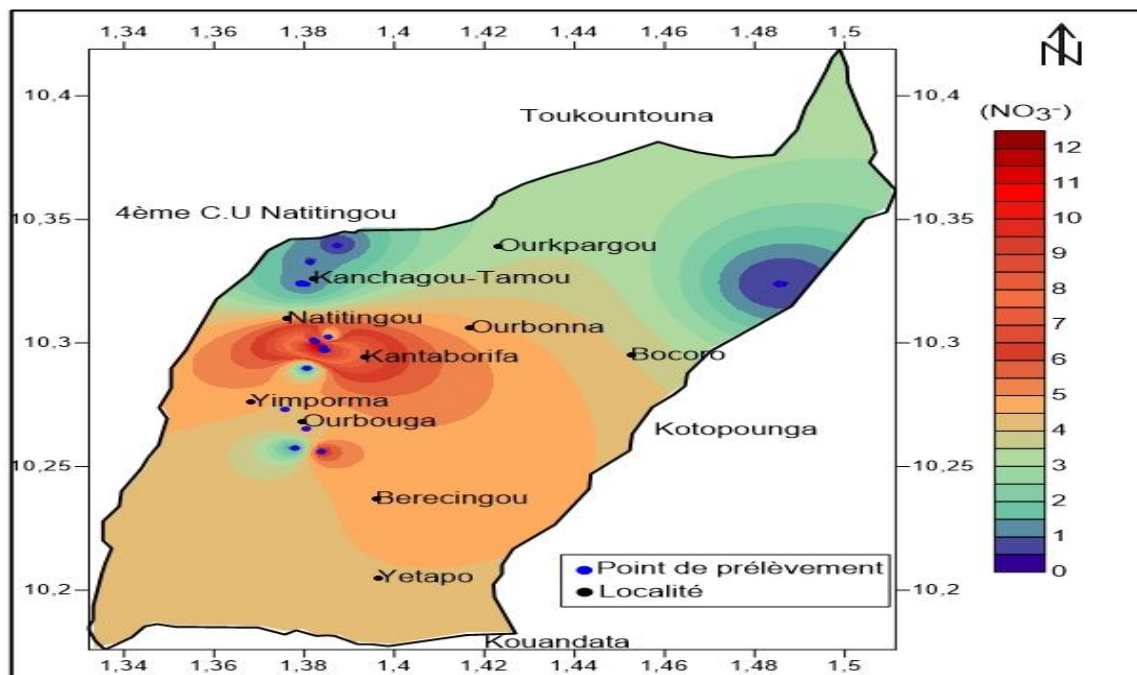 1,34 1,36 1,38 1,4 1,42 1,44 1,46 1,48 1,5
N
10,4 10,4
Toukountouna
(NO3-)
12
11
10
9
8
7
6
5
4
3
2
1
0
4ème C.U Natitingou
10,35 10,35
Ourkpargou
Kanchagou-Tamou
Natitingou
Ourbonna
10,3 10,3
Kantaborifa
Bocoro
Yimporma
Ourbouga
Kotopounga
10,25 10,25
Berecingou
Yetapo
10,2 10,2
Point de prélèvement
Localité
Kouandata
1,34 1,36 1,38 1,4 1,42 1,44 1,46 1,48 1,5